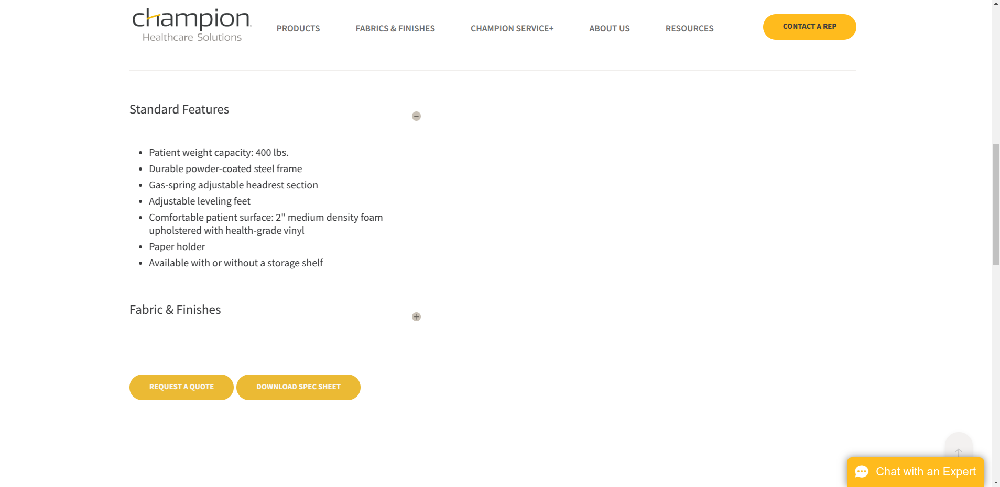 champion
Healthcare Solutions
PRODUCTS
FABRICS & FINISHES
CHAMPION SERVICE+
ABOUT US
RESOURCES
CONTACT A REP
Standard Features
Patient weight capacity: 400 lbs.
Durable powder-coated steel frame
Gas-spring adjustable headrest section
Adjustable leveling feet
Comfortable patient surface: 2" medium density foam
upholstered with health-grade vinyl
Paper holder
Available with or without a storage shelf
Fabric & Finishes
REQUEST A QUOTE
DOWNLOAD SPEC SHEET
Chat with an Expert